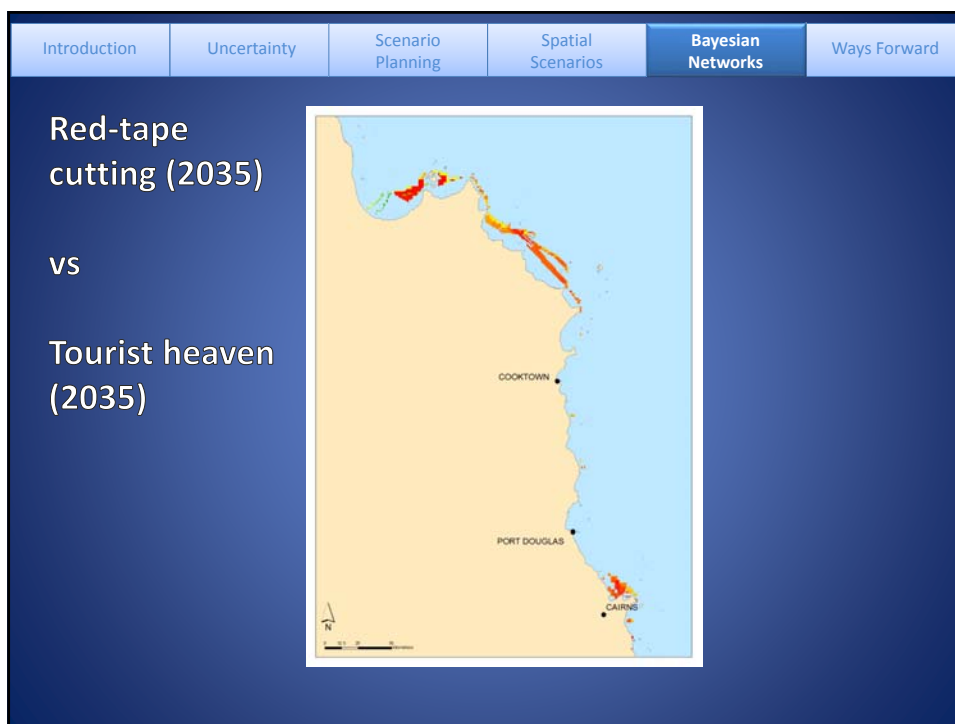 Introduction
Uncertainty
Scenario
Planning
Spatial
Scenarios
Bayesian
Networks
Ways Forward
Red-tape
cutting (2035)
vs
Tourist heaven
(2035)
COOKTOWN
PORT DOUGLAS
CAIRNS
N